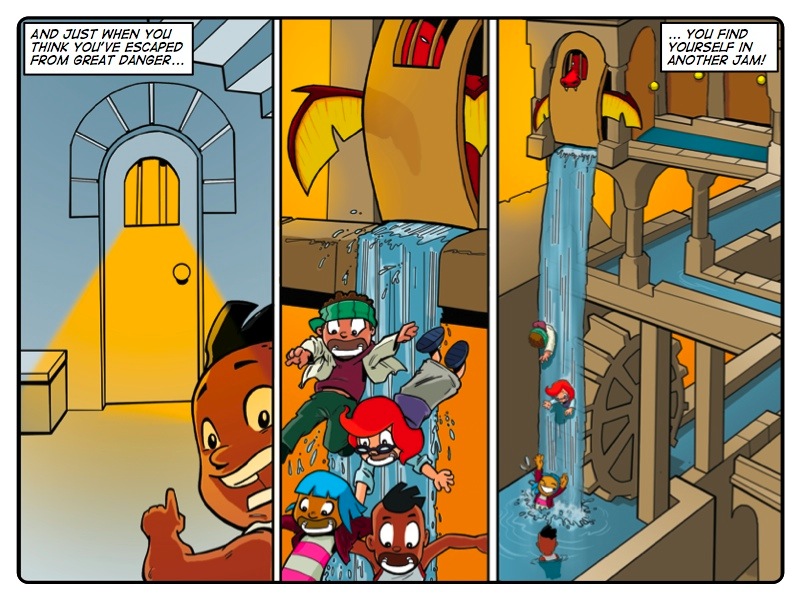 AND JUST WHEN YOU
THINK YOU'VE ESCAPED
FROM GREAT DANGER...
... YOU FIND
YOURSELF IN
ANOTHER JAM!